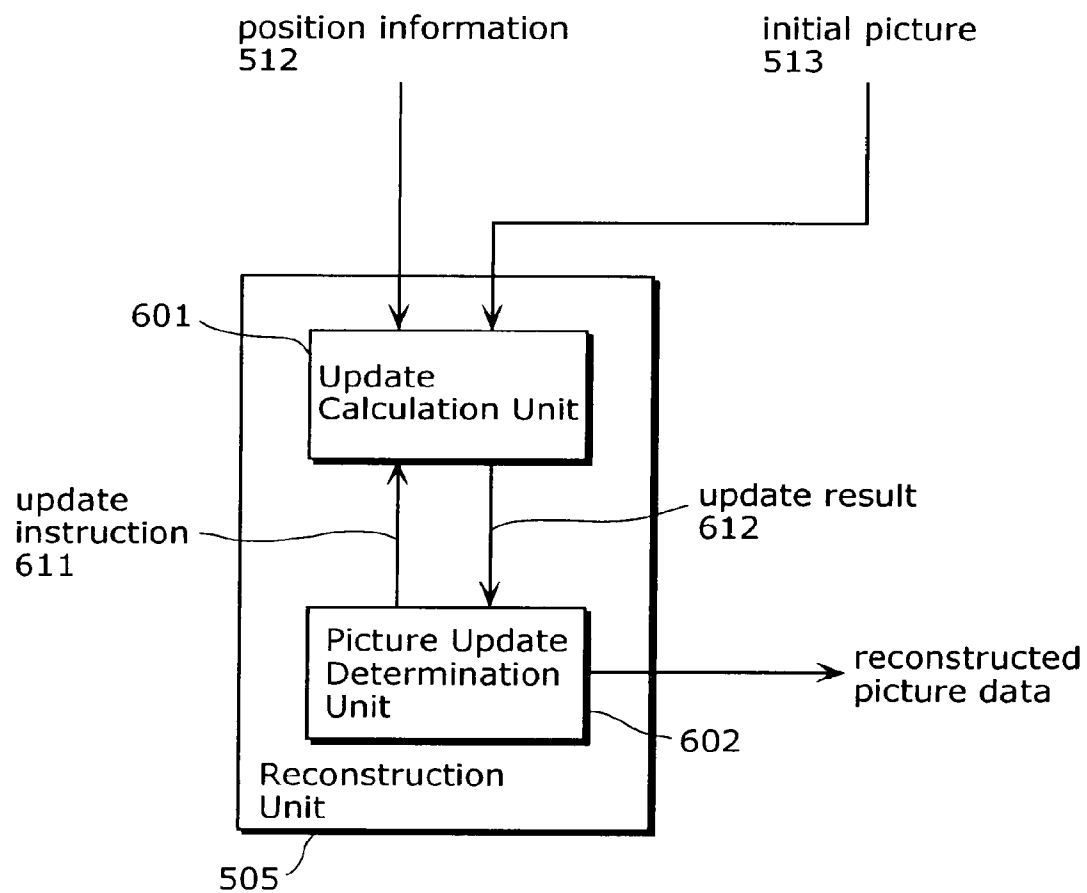 position information
512
initial picture
513
601
Update
Calculation Unit
update
instruction
611
update result
612
Picture Update
Determination
Unit
reconstructed
picture data
602
Reconstruction
Unit
505